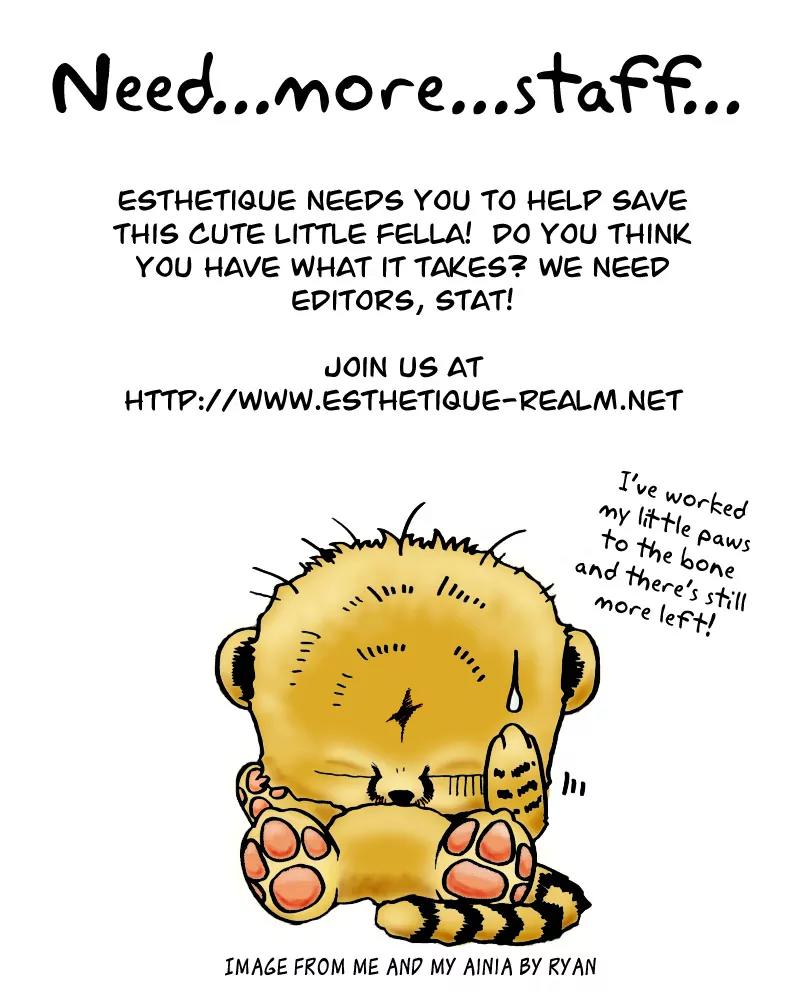 Need...more...staff...
ESTHETIQUE NEEDS YOU TO HELP SAVE
THIS CUTE LITTLE FELLA! DO YOU THINK
YOU HAVE WHAT IT TAKES? WE NEED
EDITORS, STAT!
JOIN US AT
HTTP://WWW.ESTHETIQUE-REALM.NET
I've worked
my little paws
to the bone
and there's still
more left!
IMAGE FROM ME AND MY AINIA BY RYAN